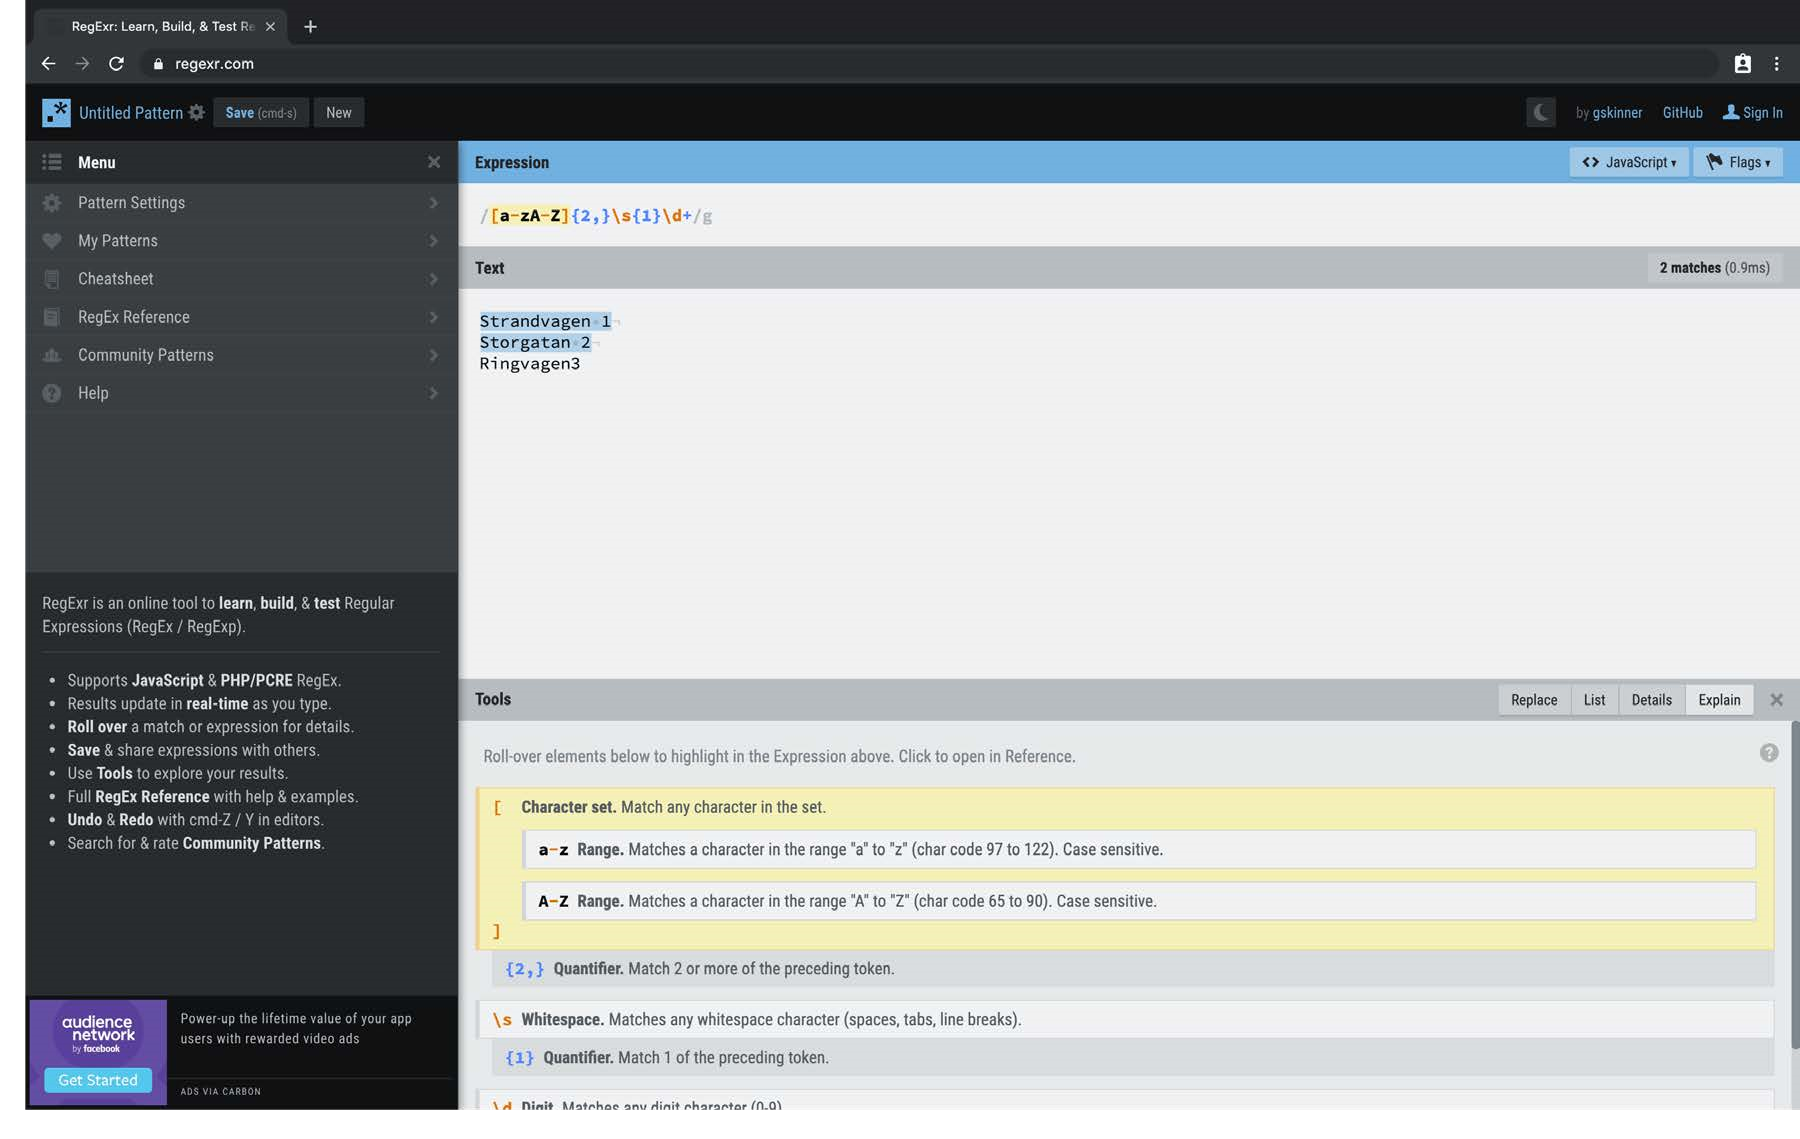 RegExr: Learn, Build, & Test Re
regexr.com
Untitled Pattern Save (cmd-s) New by gskinner GitHub Sign In
Menu
Pattern Settings
My Patterns
Cheatsheet
RegEx Reference
Community Patterns
Help
RegExr is an online tool to learn, build, & test Regular
Expressions (RegEx / RegExp).
• Supports JavaScript & PHP/PCRE RegEx.
• Results update in real-time as you type.
• Roll over a match or expression for details.
• Save & share expressions with others.
• Use Tools to explore your results.
• Full RegEx Reference with help & examples.
• Undo & Redo with cmd-Z / Y in editors.
• Search for & rate Community Patterns.
audience
network
by facebook
Get Started
Power-up the lifetime value of your app
users with rewarded video ads
ADS VIA CARBON
Expression JavaScript Flags
/[a-zA-Z]{2,}\s{1}\d+/g
Text 2 matches (0.9ms)
Strandvagen 1
Storgatan 2
Ringvagen3
Tools Replace List Details Explain
Roll-over elements below to highlight in the Expression above. Click to open in Reference. ?
[ Character set. Match any character in the set.
a-z Range. Matches a character in the range "a" to "z" (char code 97 to 122). Case sensitive.
A-Z Range. Matches a character in the range "A" to "Z" (char code 65 to 90). Case sensitive.
]
{2,} Quantifier. Match 2 or more of the preceding token.
\s Whitespace. Matches any whitespace character (spaces, tabs, line breaks).
{1} Quantifier. Match 1 of the preceding token.
\d Digit. Matches any digit character (0-9)